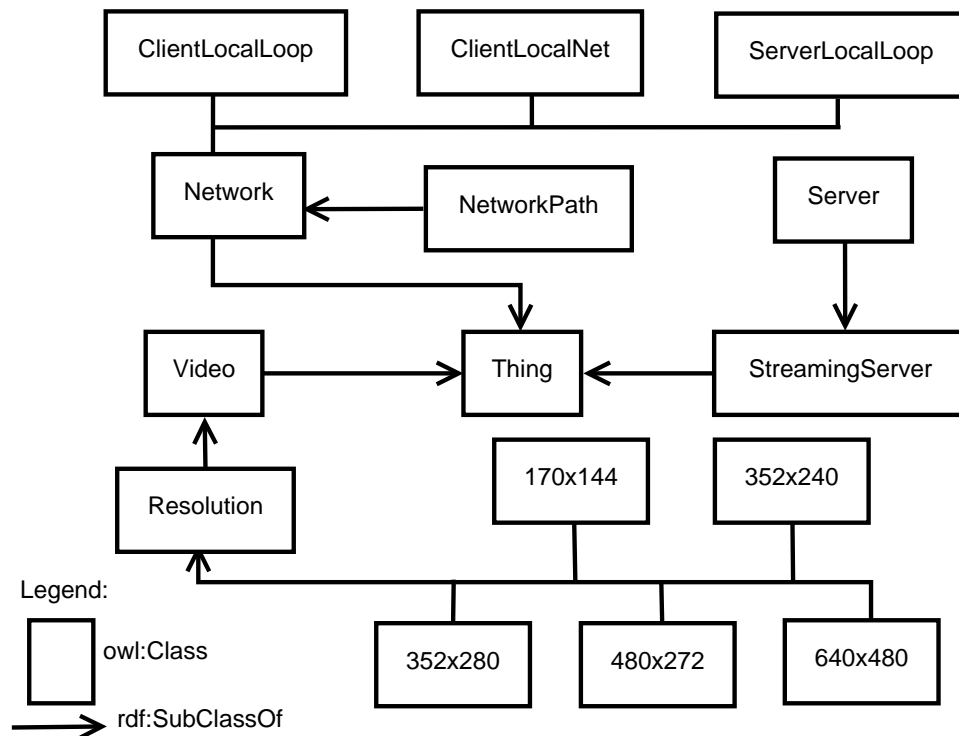 ClientLocalLoop
ClientLocalNet
ServerLocalLoop
Network
NetworkPath
Server
Video
Thing
StreamingServer
170x144
352x240
Resolution
Legend:
owl:Class
352x280
480x272
640x480
rdf:SubClassOf